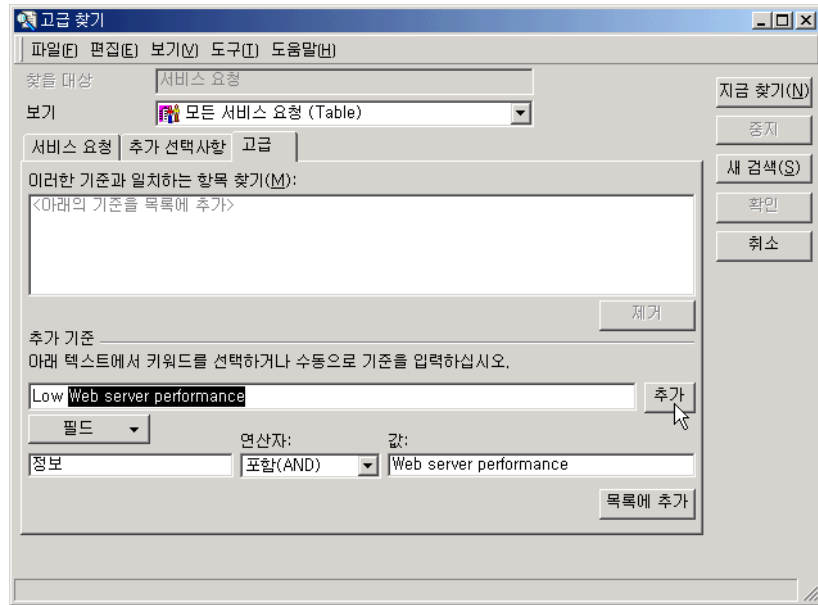 고급 찾기
파일(F) 편집(E) 보기(V) 도구(T) 도움말(H)
찾을 대상 서비스 요청
보기 모든 서비스 요청 (Table)
서비스 요청 추가 선택사항 고급
이러한 기준과 일치하는 항목 찾기(M):
<아래의 기준을 목록에 추가>
제거
추가 기준
아래 텍스트에서 키워드를 선택하거나 수동으로 기준을 입력하십시오.
Low Web server performance 추가
필드 연산자: 값:
정보 포함(AND) Web server performance
목록에 추가
지금 찾기(N)
중지
새 검색(S)
확인
취소